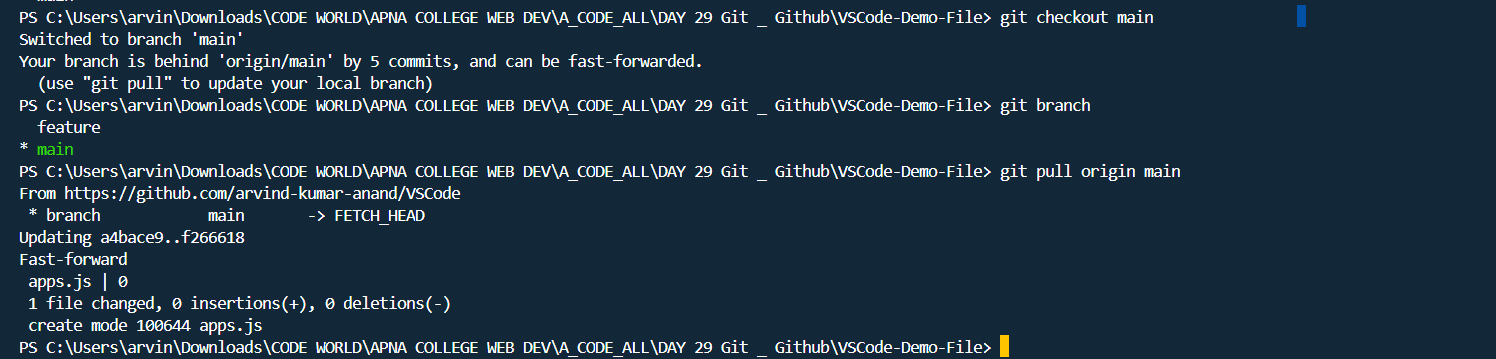 PS C:\Users\arvin\Downloads\CODE WORLD\APNA COLLEGE WEB DEV\A_CODE_ALL\DAY 29 Git _ Github\VSCode-Demo-File> git checkout main
Switched to branch 'main'
Your branch is behind 'origin/main' by 5 commits, and can be fast-forwarded.
  (use "git pull" to update your local branch)
PS C:\Users\arvin\Downloads\CODE WORLD\APNA COLLEGE WEB DEV\A_CODE_ALL\DAY 29 Git _ Github\VSCode-Demo-File> git branch
  feature
* main
PS C:\Users\arvin\Downloads\CODE WORLD\APNA COLLEGE WEB DEV\A_CODE_ALL\DAY 29 Git _ Github\VSCode-Demo-File> git pull origin main
From https://github.com/arvind-kumar-anand/VSCode
 * branch            main       -> FETCH_HEAD
Updating a4bace9..f266618
Fast-forward
 apps.js | 0
 1 file changed, 0 insertions(+), 0 deletions(-)
 create mode 100644 apps.js
PS C:\Users\arvin\Downloads\CODE WORLD\APNA COLLEGE WEB DEV\A_CODE_ALL\DAY 29 Git _ Github\VSCode-Demo-File>